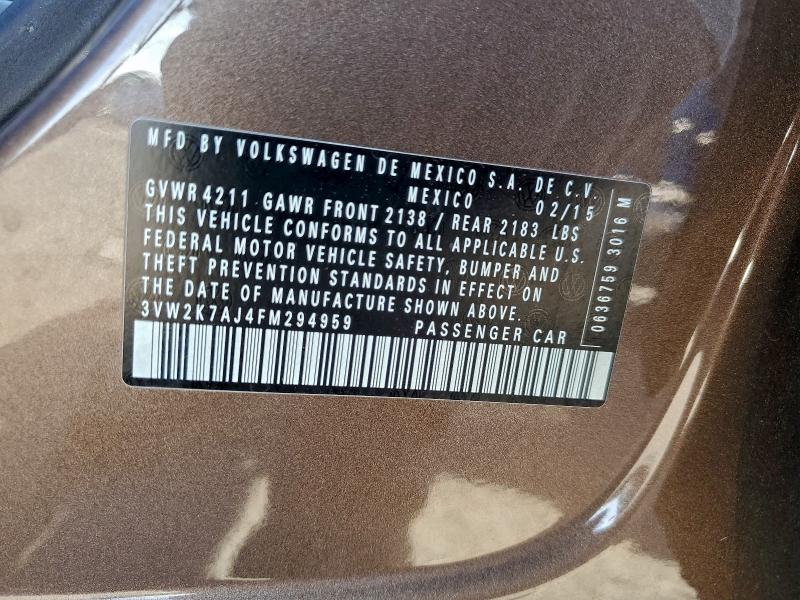 MFD BY VOLKSWAGEN DE MEXICO S.A. DE C.V.
MEXICO 02/15
GVWR 4211 GAWR FRONT 2138 / REAR 2183 LBS
THIS VEHICLE CONFORMS TO ALL APPLICABLE U.S.
FEDERAL MOTOR VEHICLE SAFETY, BUMPER AND
THEFT PREVENTION STANDARDS IN EFFECT ON
THE DATE OF MANUFACTURE SHOWN ABOVE.
3VW2K7AJ4FM294959 PASSENGER CAR
0636759 3016 M